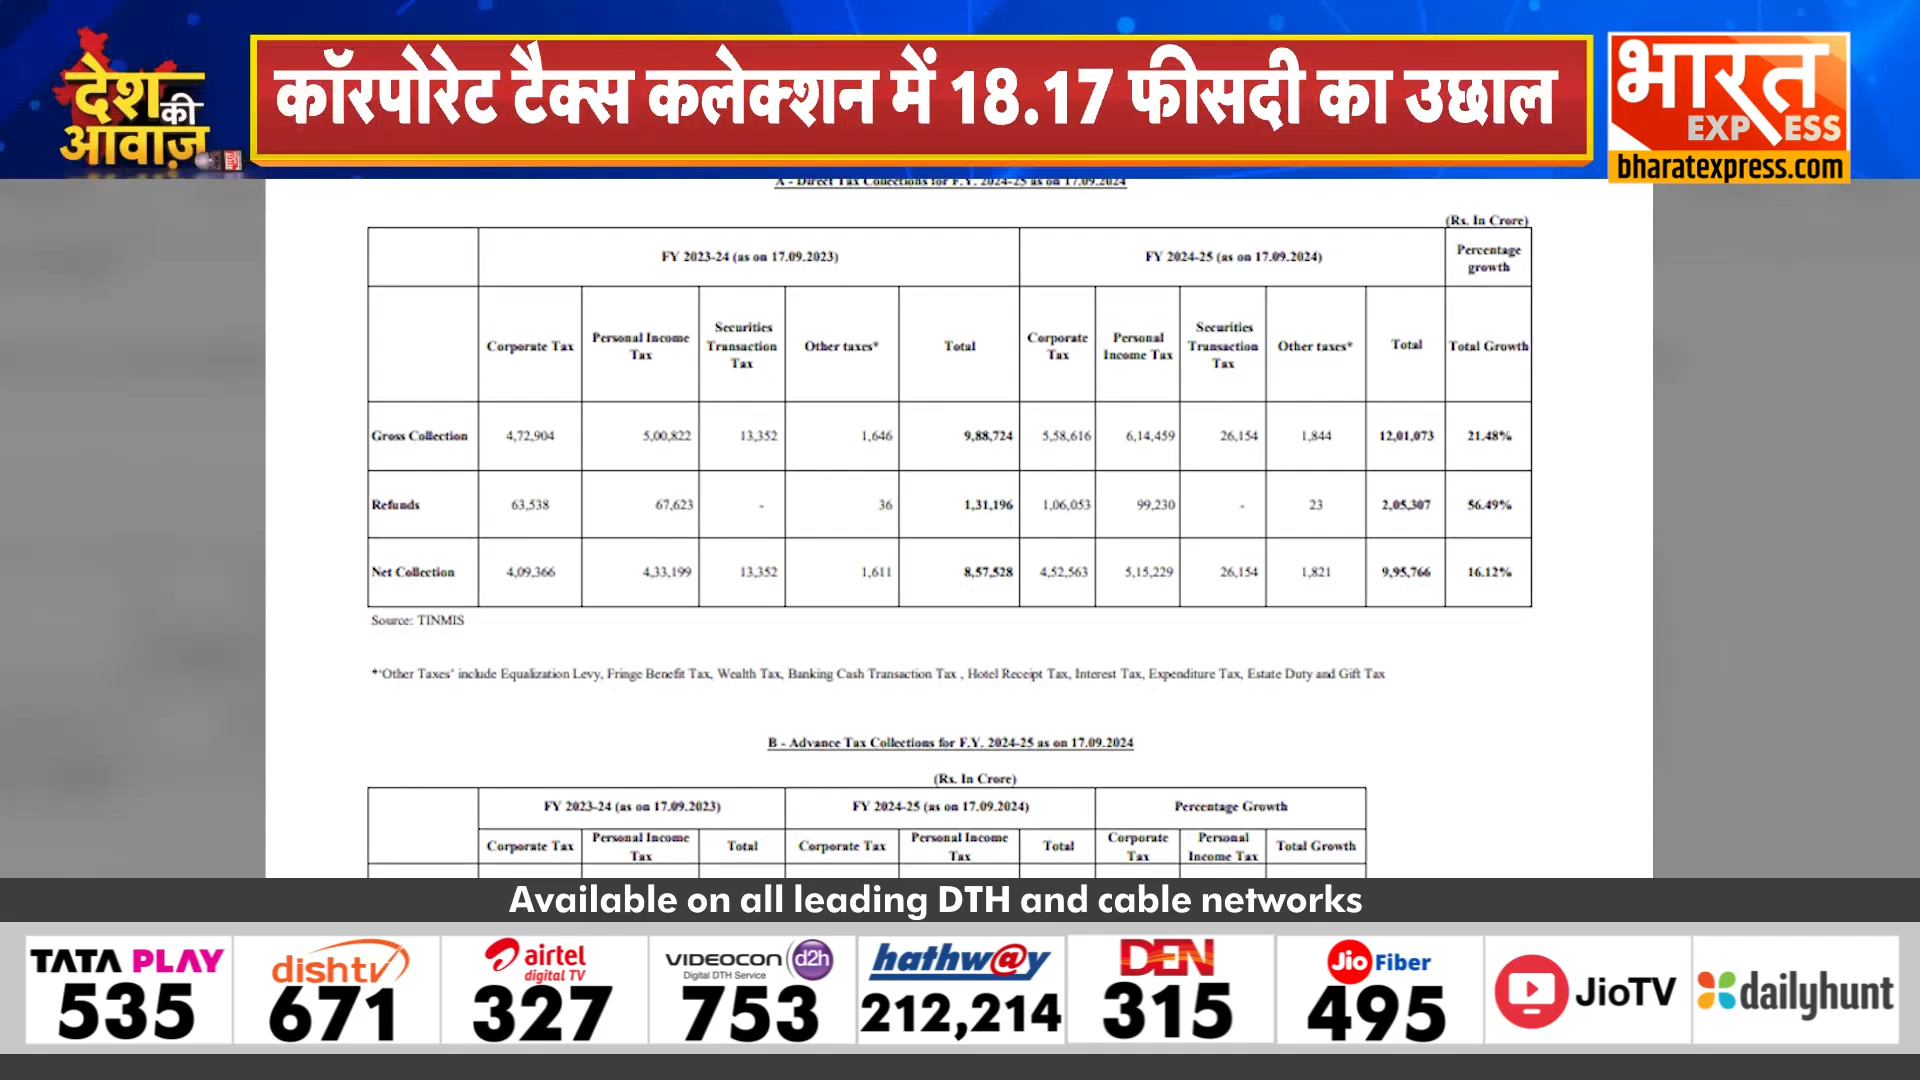 देश की आवाज़
कॉरपोरेट टैक्स कलेक्शन में 18.17 फीसदी का उछाल
भारत
EXPRESS
bharatexpress.com
A - Direct Tax Collections for F.Y. 2024-25 as on 17.09.2024
(Rs. In Crore)
FY 2023-24 (as on 17.09.2023) FY 2024-25 (as on 17.09.2024) Percentage growth
Corporate Tax Personal Income Tax Securities Transaction Tax Other taxes* Total Corporate Tax Personal Income Tax Securities Transaction Tax Other taxes* Total Total Growth
Gross Collection 4,72,904 5,00,822 13,352 1,646 9,88,724 5,58,616 6,14,459 26,154 1,844 12,01,073 21.48%
Refunds 63,538 67,623 - 36 1,31,196 1,06,053 99,230 - 23 2,05,307 56.49%
Net Collection 4,09,366 4,33,199 13,352 1,611 8,57,528 4,52,563 5,15,229 26,154 1,821 9,95,766 16.12%
Source: TINMIS
*'Other Taxes' include Equalization Levy, Fringe Benefit Tax, Wealth Tax, Banking Cash Transaction Tax , Hotel Receipt Tax, Interest Tax, Expenditure Tax, Estate Duty and Gift Tax
B - Advance Tax Collections for F.Y. 2024-25 as on 17.09.2024
(Rs. In Crore)
FY 2023-24 (as on 17.09.2023) FY 2024-25 (as on 17.09.2024) Percentage Growth
Corporate Tax Personal Income Tax Total Corporate Tax Personal Income Tax Total Corporate Tax Personal Income Tax Total Growth
Available on all leading DTH and cable networks
TATA PLAY 535
dishtv 671
airtel digital TV 327
VIDEOCON d2h Digital DTH Service 753
hathw@y 212,214
DEN 315
Jio Fiber 495
JioTV
dailyhunt